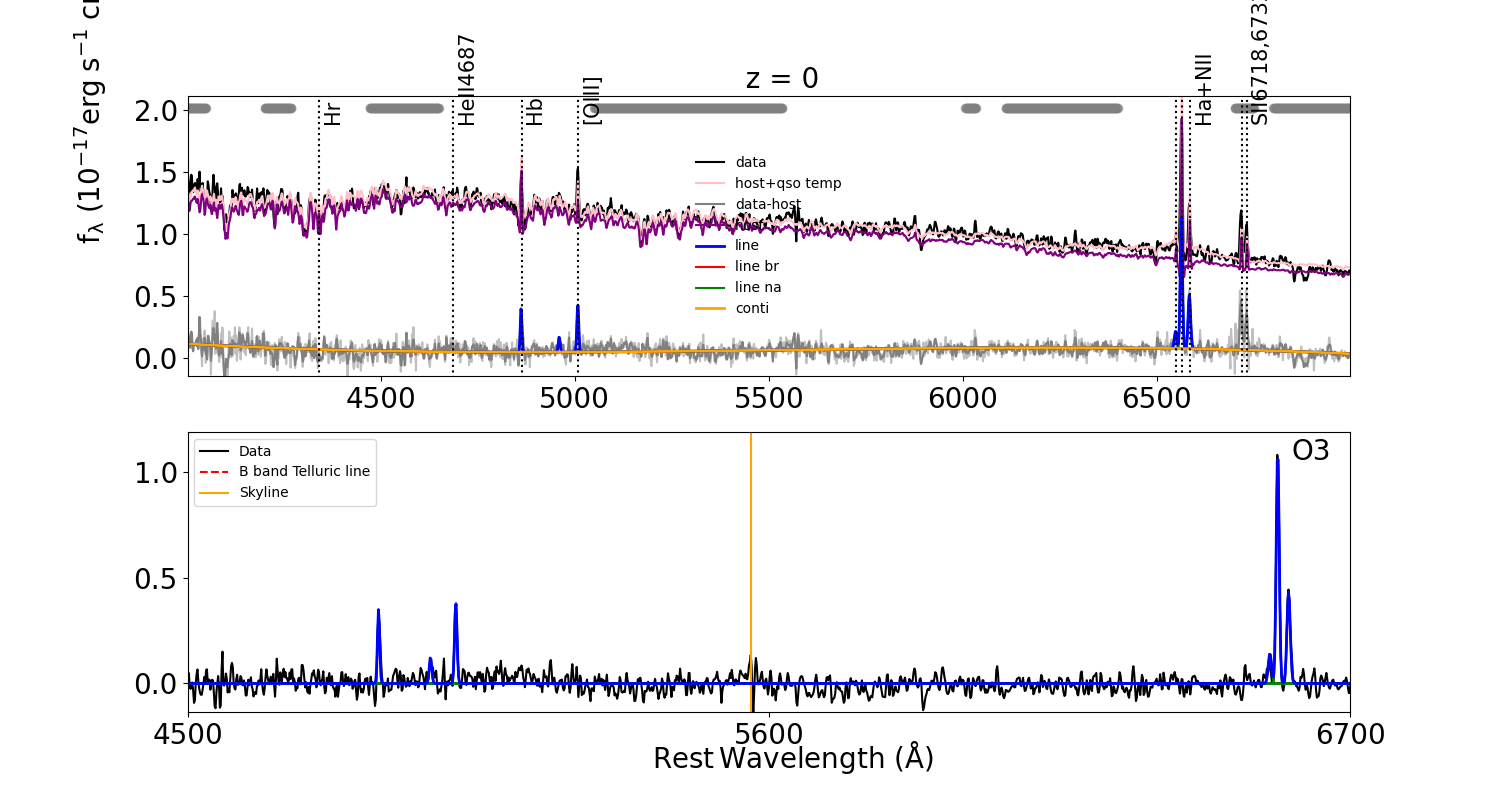 z = 0
Hr
HeII4687
Hb
[OIII]
Ha+NII
SII6718,673
f_λ (10^−17 erg s^−1 c
2.0
1.5
1.0
0.5
0.0
data
host+qso temp
data-host
line
line br
line na
conti
4500 5000 5500 6000 6500
O3
Data
B band Telluric line
Skyline
1.0
0.5
0.0
4500 5600 6700
Rest Wavelength (Å)